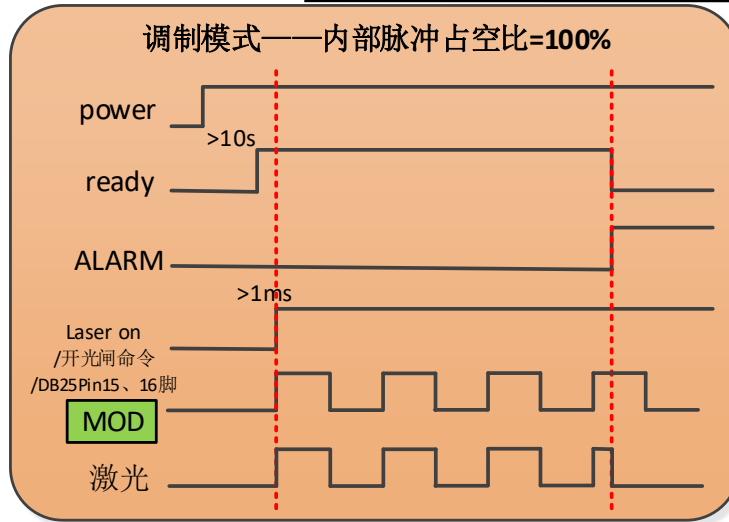 调制模式——内部脉冲占空比=100%
power
>10s
ready
ALARM
>1ms
Laser on
/开光闸命令
/DB25Pin15、16脚
MOD
激光